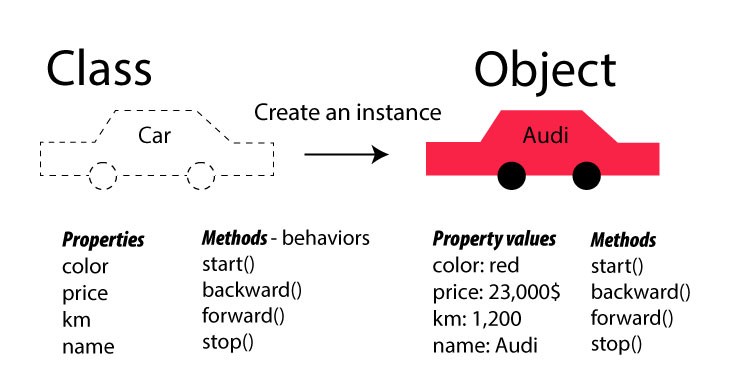 Class
Object
Create an instance
Car
Audi
Properties
color
price
km
name
Methods - behaviors
start()
backward()
forward()
stop()
Property values
color: red
price: 23,000$
km: 1,200
name: Audi
Methods
start()
backward()
forward()
stop()